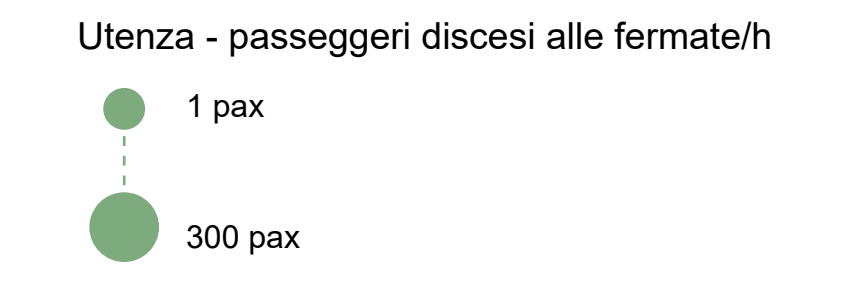 Utenza - passeggeri discesi alle fermate/h
1 pax
300 pax